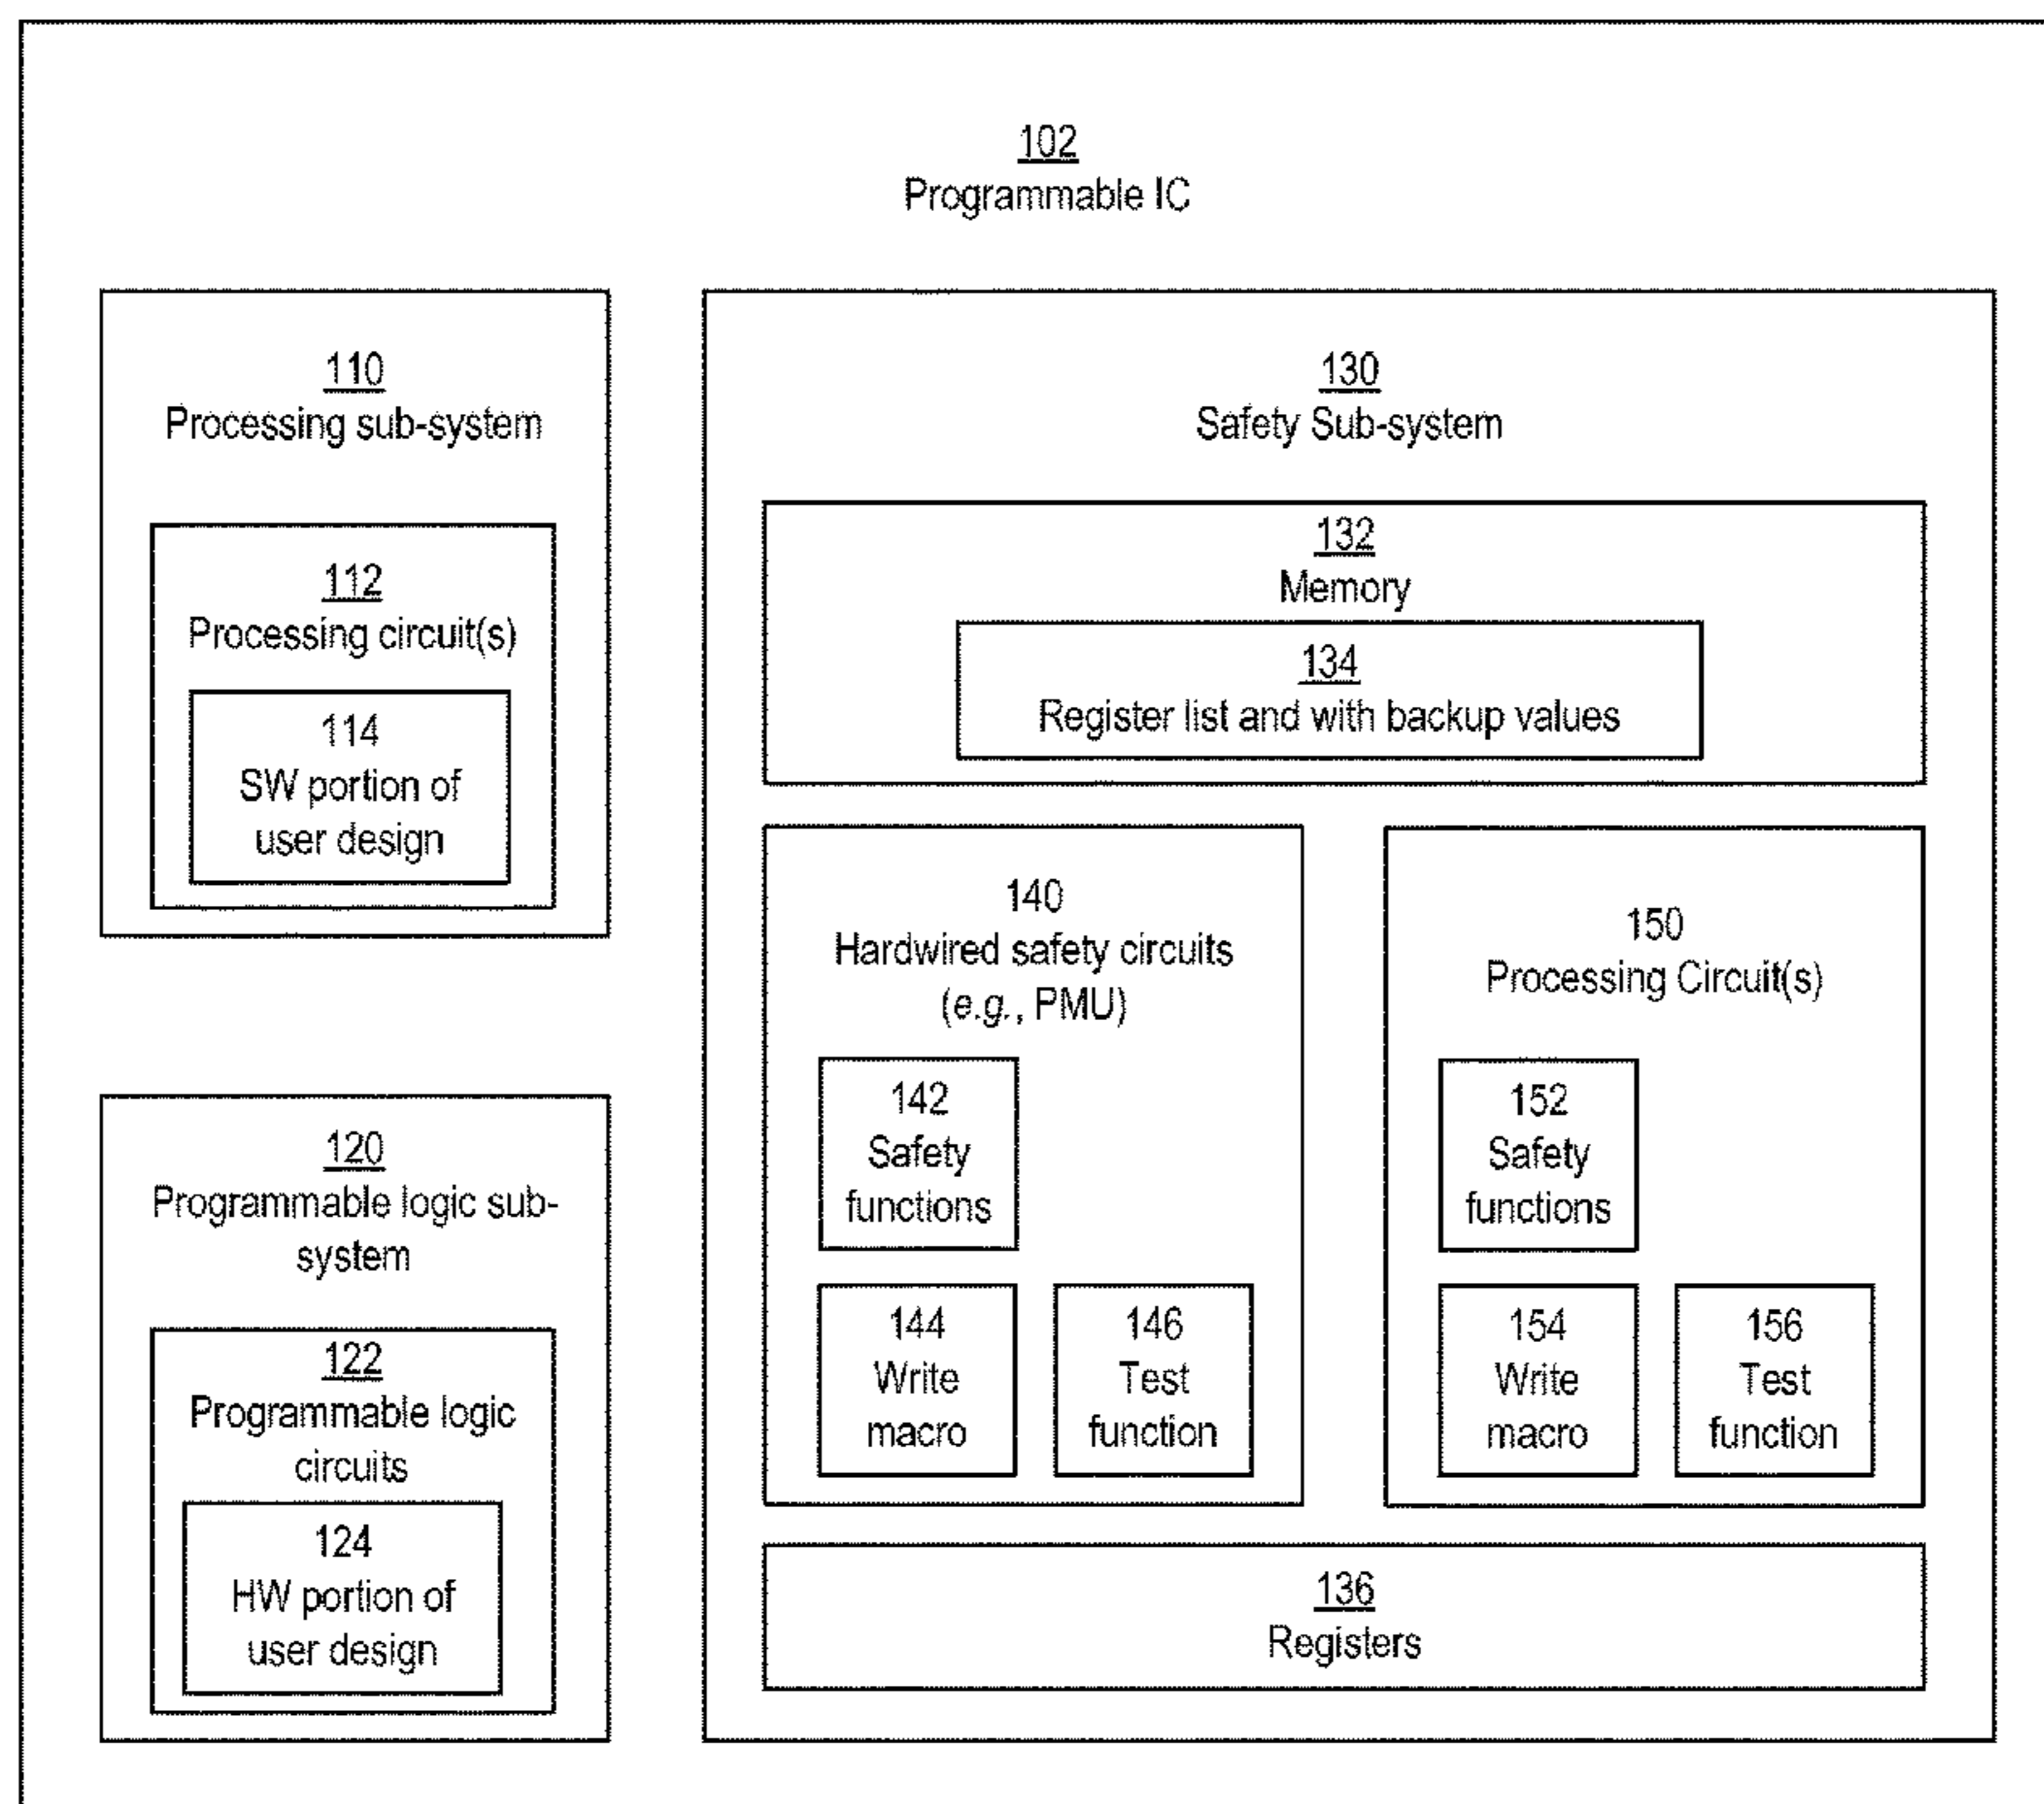 102
Programmable IC
110
Processing sub-system
112
Processing circuit(s)
114
SW portion of
user design
120
Programmable logic sub-
system
122
Programmable logic
circuits
124
HW portion of
user design
130
Safety Sub-system
132
Memory
134
Register list and with backup values
140
Hardwired safety circuits
(e.g., PMU)
142
Safety
functions
144
Write
macro
146
Test
function
150
Processing Circuit(s)
152
Safety
functions
154
Write
macro
156
Test
function
136
Registers